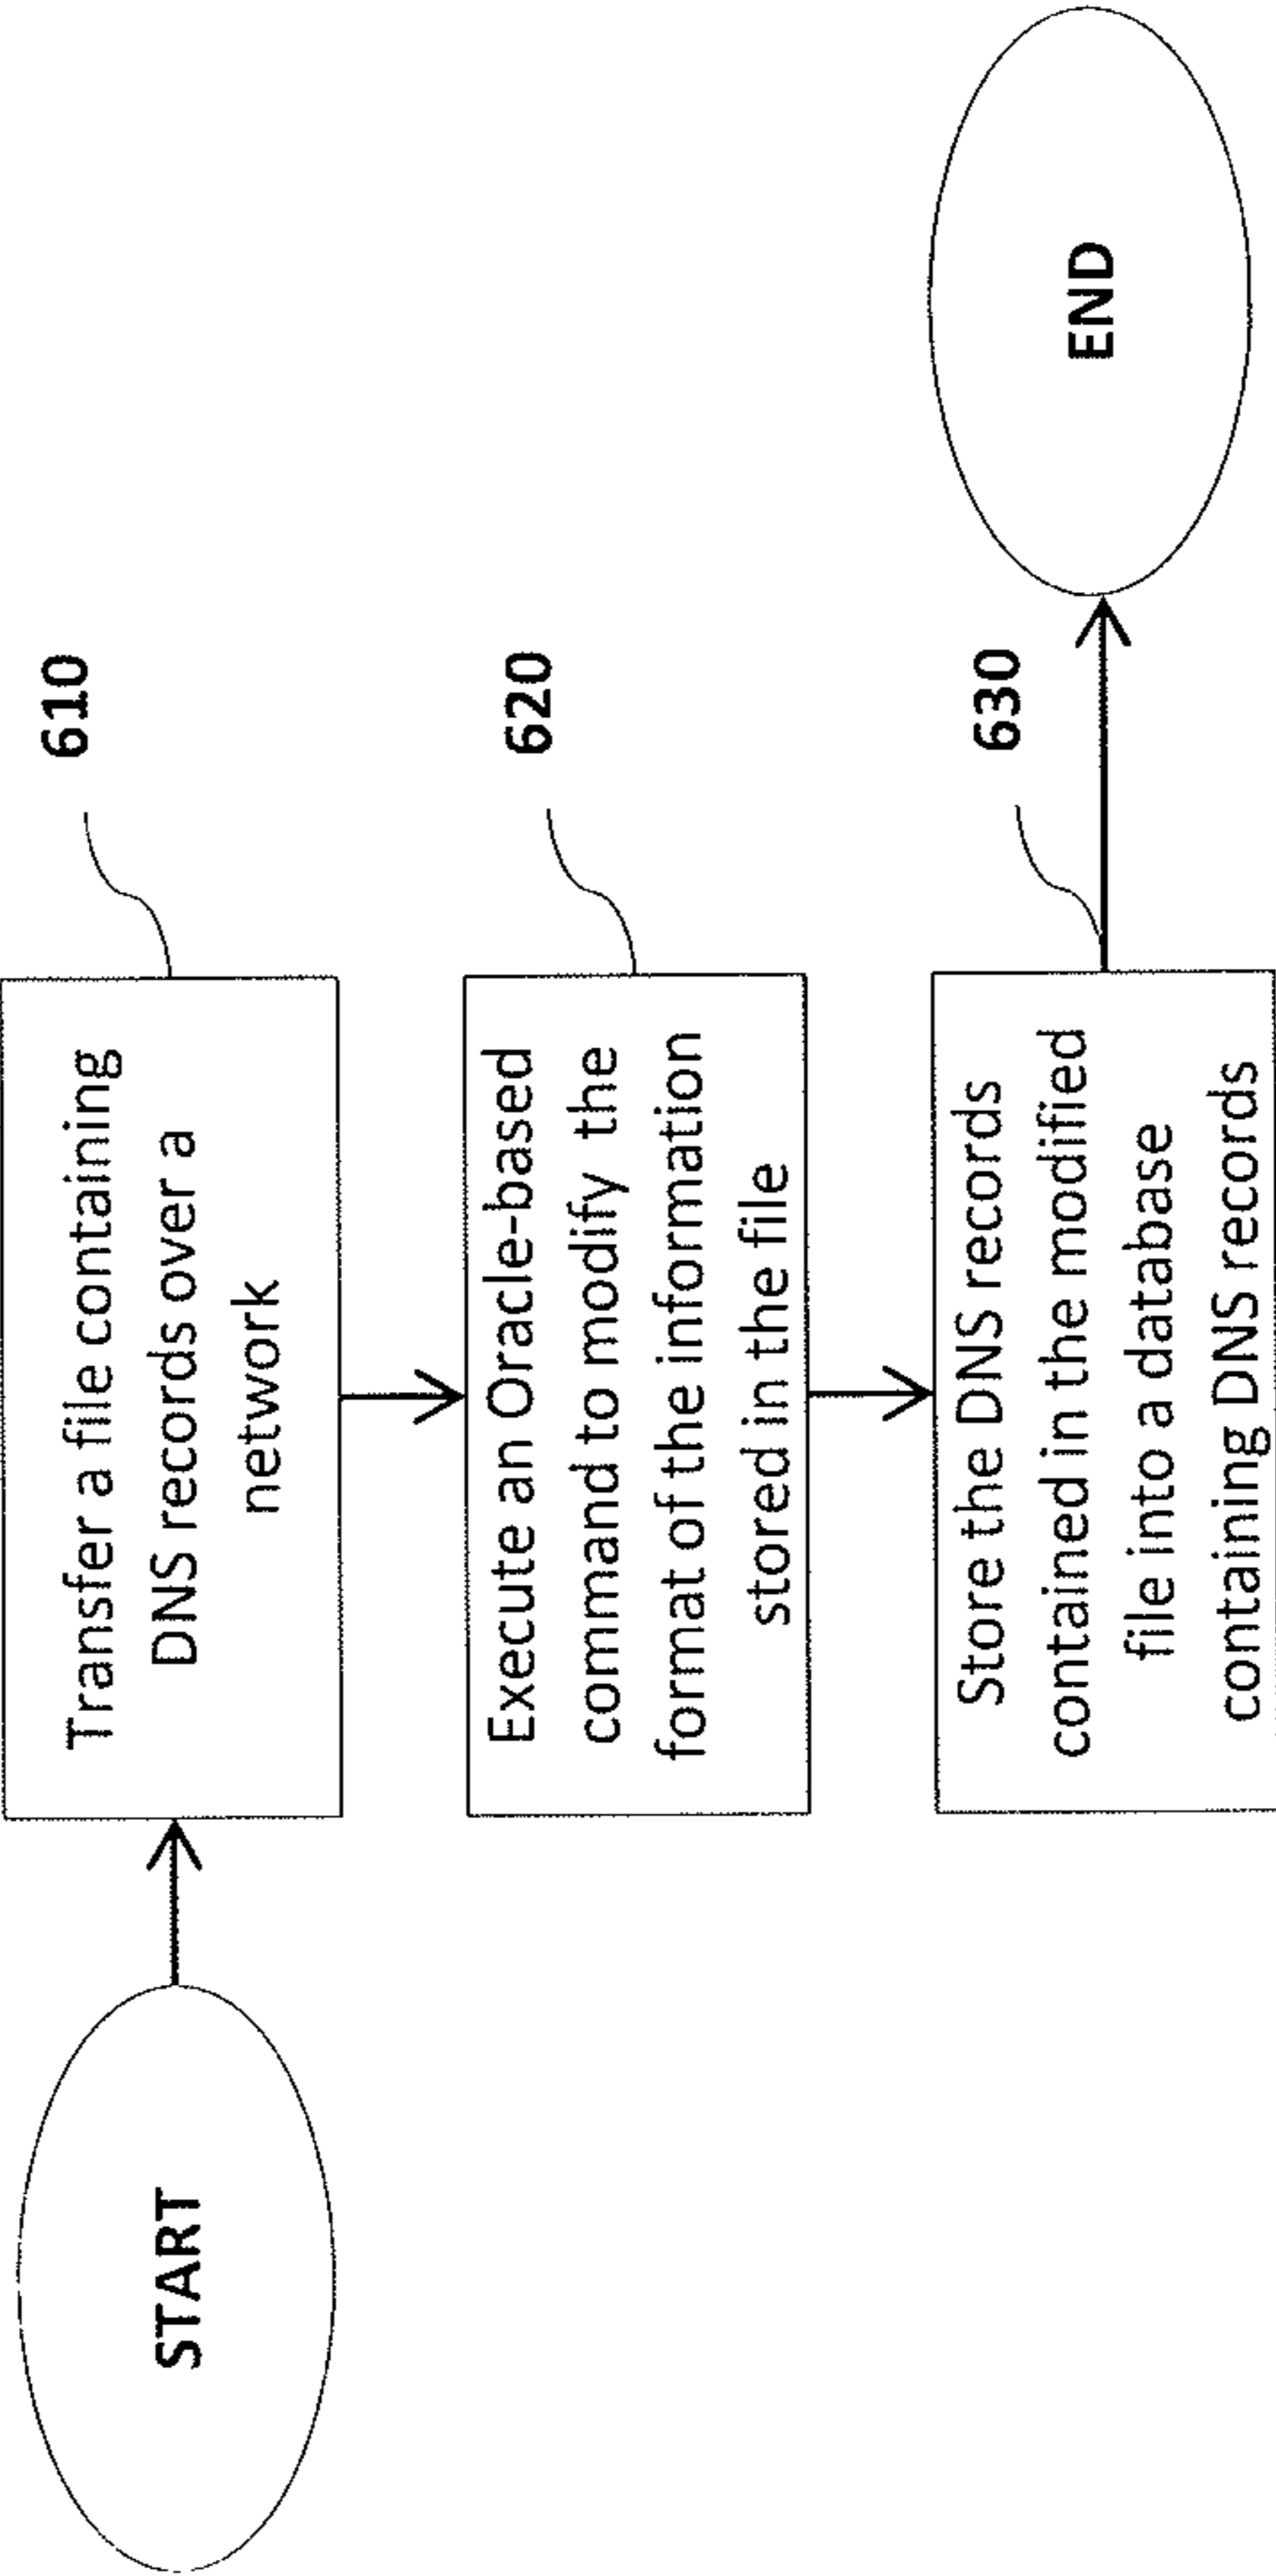 START
Transfer a file containing
DNS records over a
network
610
Execute an Oracle-based
command to modify the
format of the information
stored in the file
620
Store the DNS records
contained in the modified
file into a database
containing DNS records
630
END